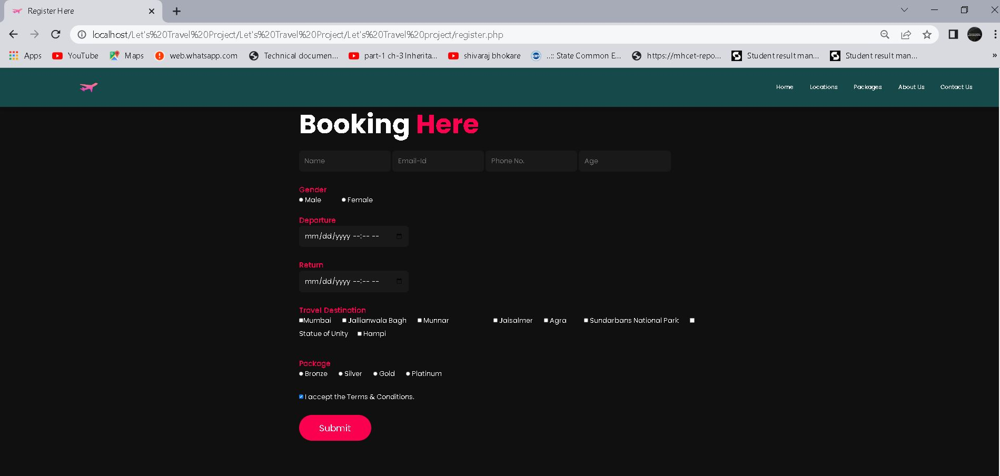 Register Here
localhost/Let's%20Travel%20Project/Let's%20Travel%20Project/Let's%20Travel%20project/register.php
Apps YouTube Maps web.whatsapp.com Technical documen... part-1 ch-3 Inherita... shivaraj bhokare ..:: State Common E... https://mhcet-repo... Student result man... Student result man... »
Home Locations Packages About Us Contact Us
Booking Here
Name Email-Id Phone No. Age
Gender
Male Female
Departure
mm/dd/yyyy --:-- --
Return
mm/dd/yyyy --:-- --
Travel Destination
Mumbai Jallianwala Bagh Munnar Jaisalmer Agra Sundarbans National Park
Statue of Unity Hampi
Package
Bronze Silver Gold Platinum
I accept the Terms & Conditions.
Submit